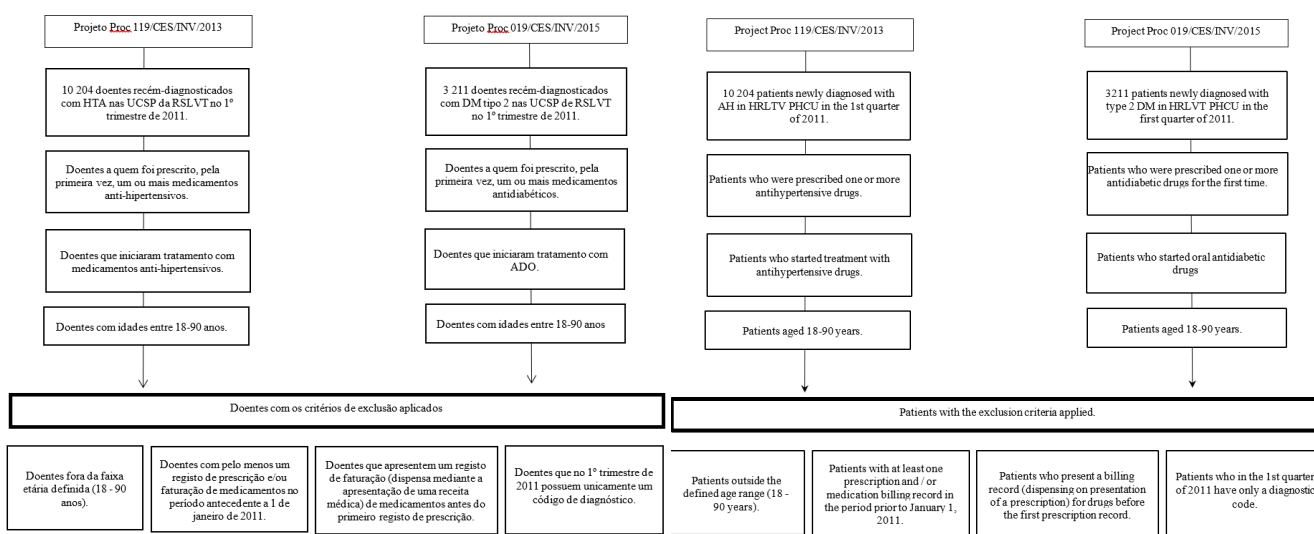 Projeto Proc 119/CES/INV/2013
10 204 doentes recém-diagnosticados
com HTA nas UCSP da RSLVT no 1º
trimestre de 2011.
Doentes a quem foi prescrito, pela
primeira vez, um ou mais medicamentos
anti-hipertensivos.
Doentes que iniciaram tratamento com
medicamentos anti-hipertensivos.
Doentes com idades entre 18-90 anos.
Projeto Proc 019/CES/INV/2015
3 211 doentes recém-diagnosticados
com DM tipo 2 nas UCSP de RSLVT
no 1º trimestre de 2011.
Doentes a quem foi prescrito, pela
primeira vez, um ou mais medicamentos
antidiabéticos.
Doentes que iniciaram tratamento com
ADO.
Doentes com idades entre 18-90 anos
Doentes com os critérios de exclusão aplicados
Doentes fora da faixa
etária definida (18 - 90
anos).
Doentes com pelo menos um
registo de prescrição e/ou
faturação de medicamentos no
período antecedente a 1 de
janeiro de 2011.
Doentes que apresentem um registo
de faturação (dispensa mediante a
apresentação de uma receita
médica) de medicamentos antes do
primeiro registo de prescrição.
Doentes que no 1º trimestre de
2011 possuem unicamente um
código de diagnóstico.
Project Proc 119/CES/INV/2013
10 204 patients newly diagnosed with
AH in HRLTV PHCU in the 1st quarter
of 2011.
Patients who were prescribed one or more
antihypertensive drugs.
Patients who started treatment with
antihypertensive drugs.
Patients aged 18-90 years.
Project Proc 019/CES/INV/2015
3211 patients newly diagnosed with
type 2 DM in HRLVT PHCU in the
first quarter of 2011.
Patients who were prescribed one or more
antidiabetic drugs for the first time.
Patients who started oral antidiabetic
drugs
Patients aged 18-90 years.
Patients with the exclusion criteria applied.
Patients outside the
defined age range (18 -
90 years).
Patients with at least one
prescription and / or
medication billing record in
the period prior to January 1,
2011.
Patients who present a billing
record (dispensing on presentation
of a prescription) for drugs before
the first prescription record.
Patients who in the 1st quarter
of 2011 have only a diagnostic
code.